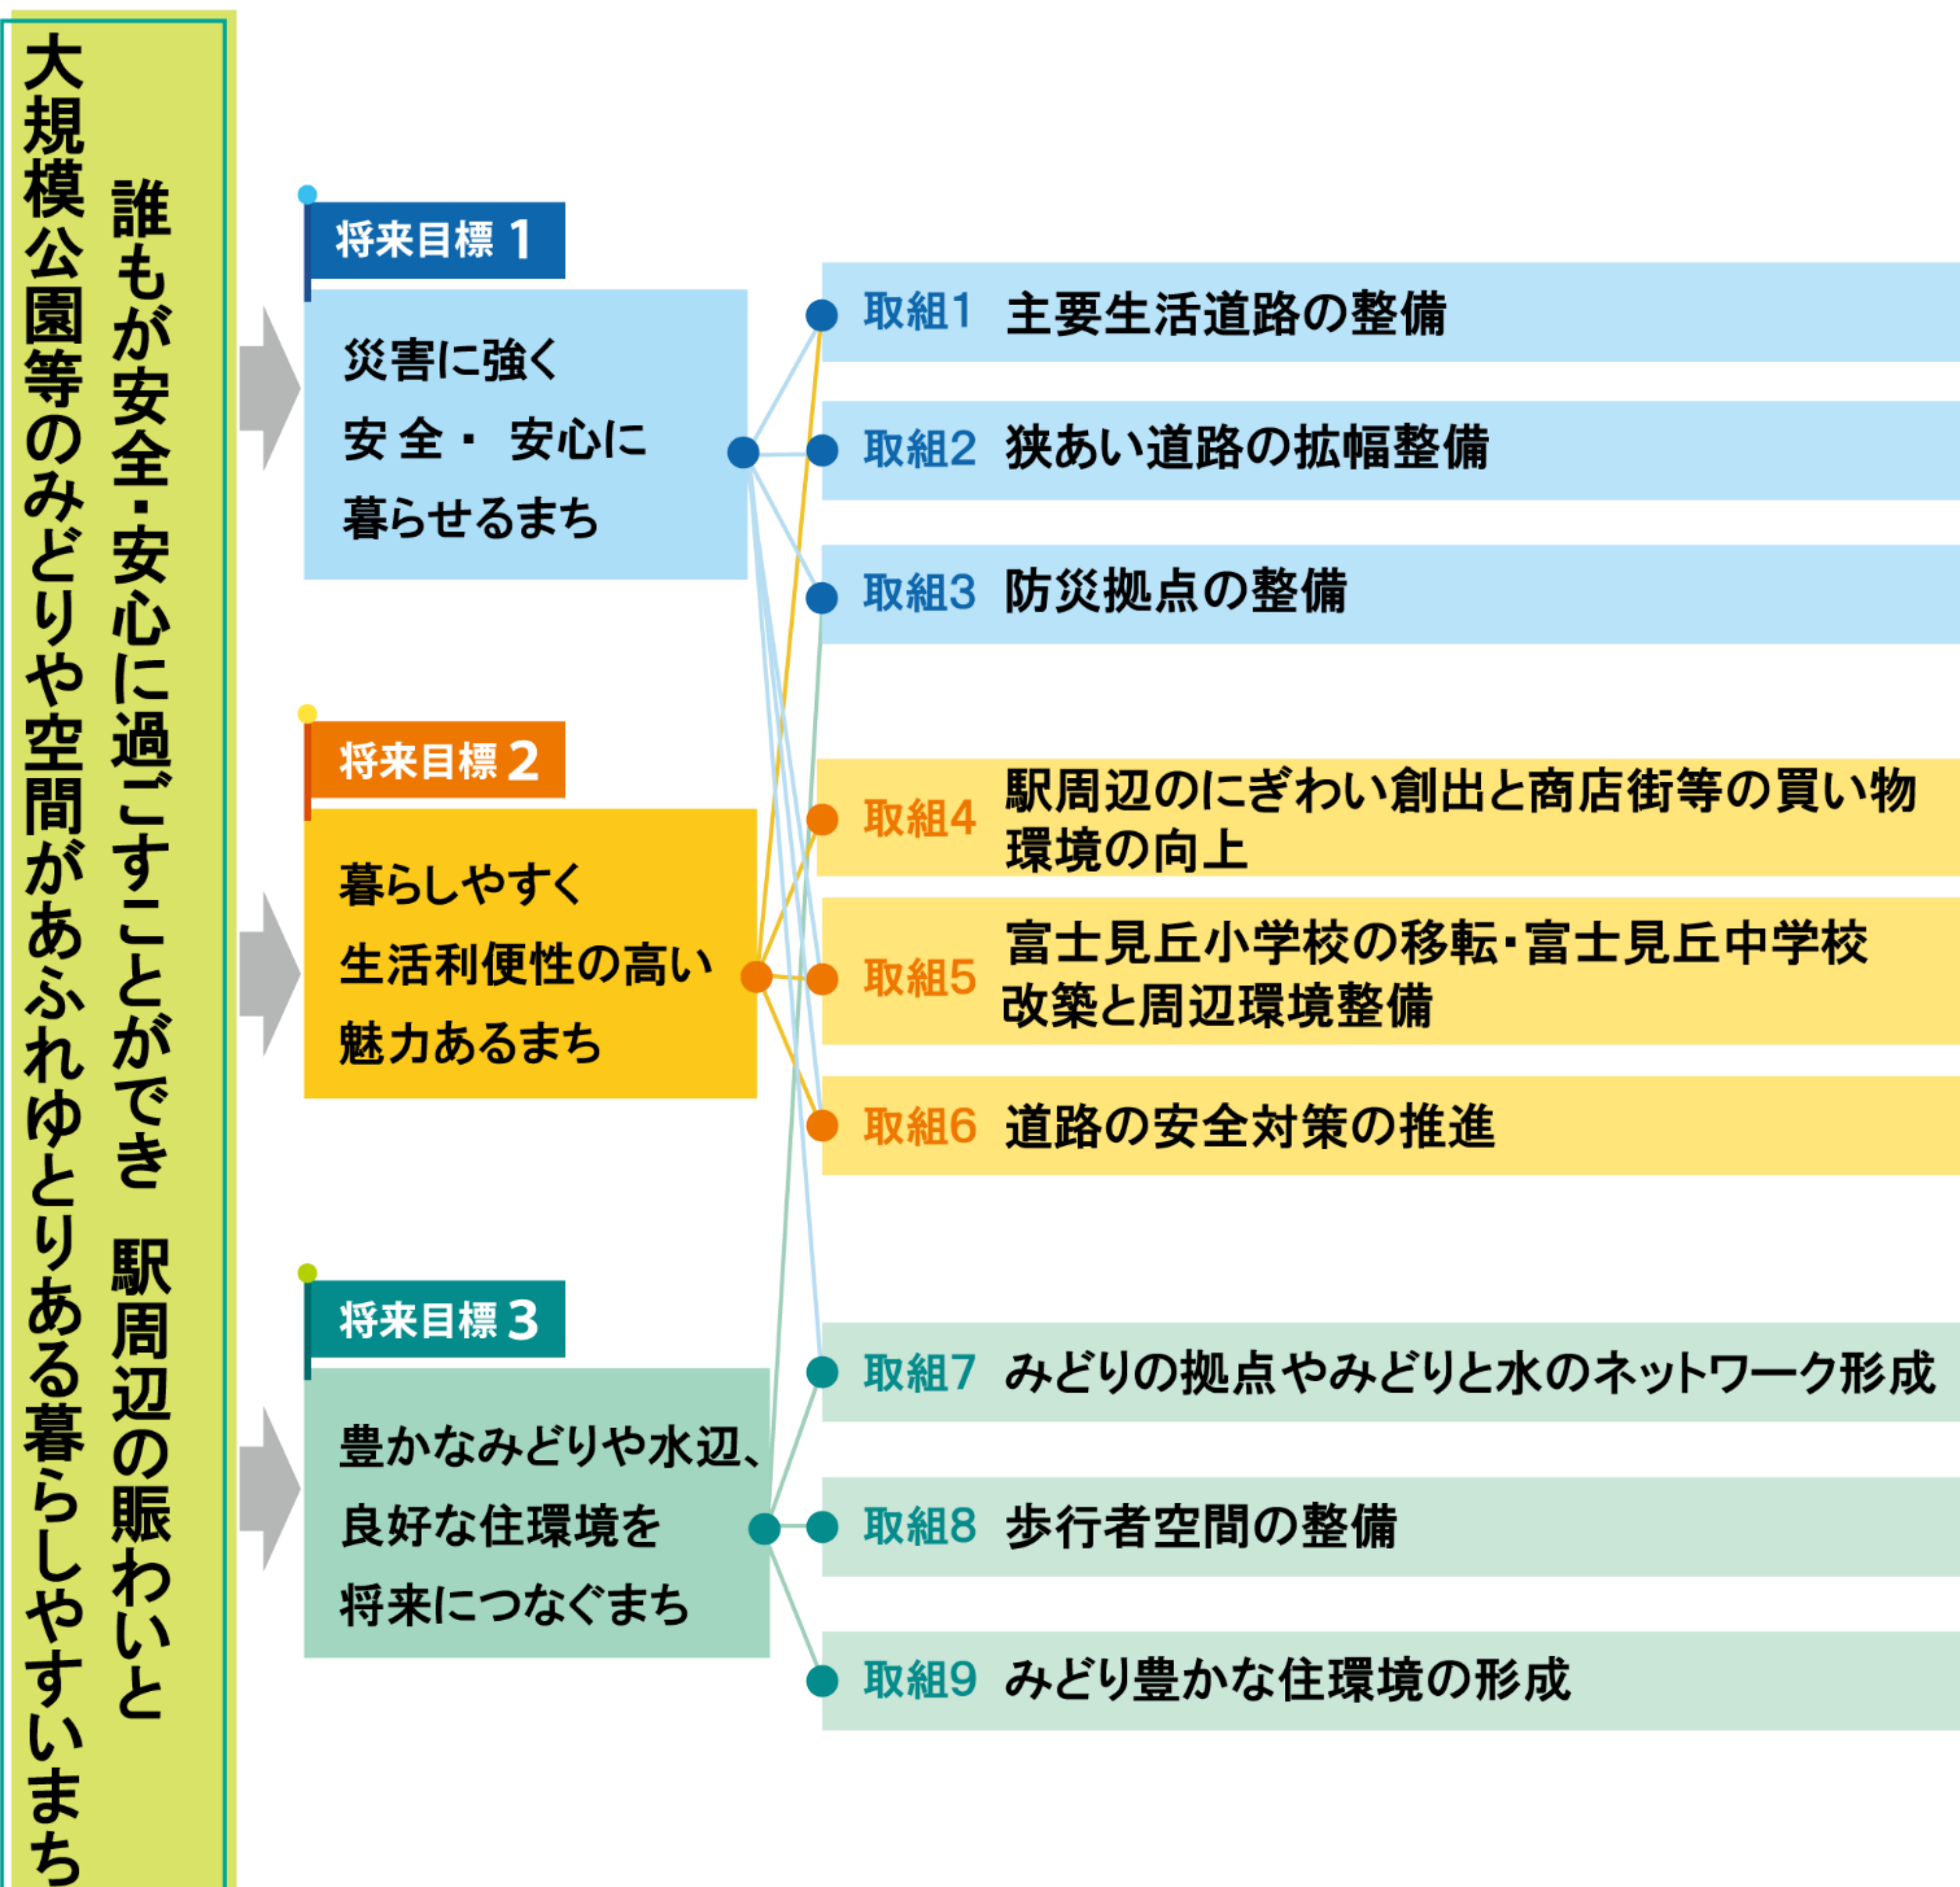 誰もが安全・安心に過ごすことができ　駅周辺の賑わいと
大規模公園等のみどりや空間があふれゆとりある暮らしやすいまち
将来目標 1
災害に強く
安全・安心に
暮らせるまち
取組1 主要生活道路の整備
取組2 狭あい道路の拡幅整備
取組3 防災拠点の整備
将来目標 2
暮らしやすく
生活利便性の高い
魅力あるまち
取組4 駅周辺のにぎわい創出と商店街等の買い物
環境の向上
取組5 富士見丘小学校の移転・富士見丘中学校
改築と周辺環境整備
取組6 道路の安全対策の推進
将来目標 3
豊かなみどりや水辺、
良好な住環境を
将来につなぐまち
取組7 みどりの拠点やみどりと水のネットワーク形成
取組8 歩行者空間の整備
取組9 みどり豊かな住環境の形成